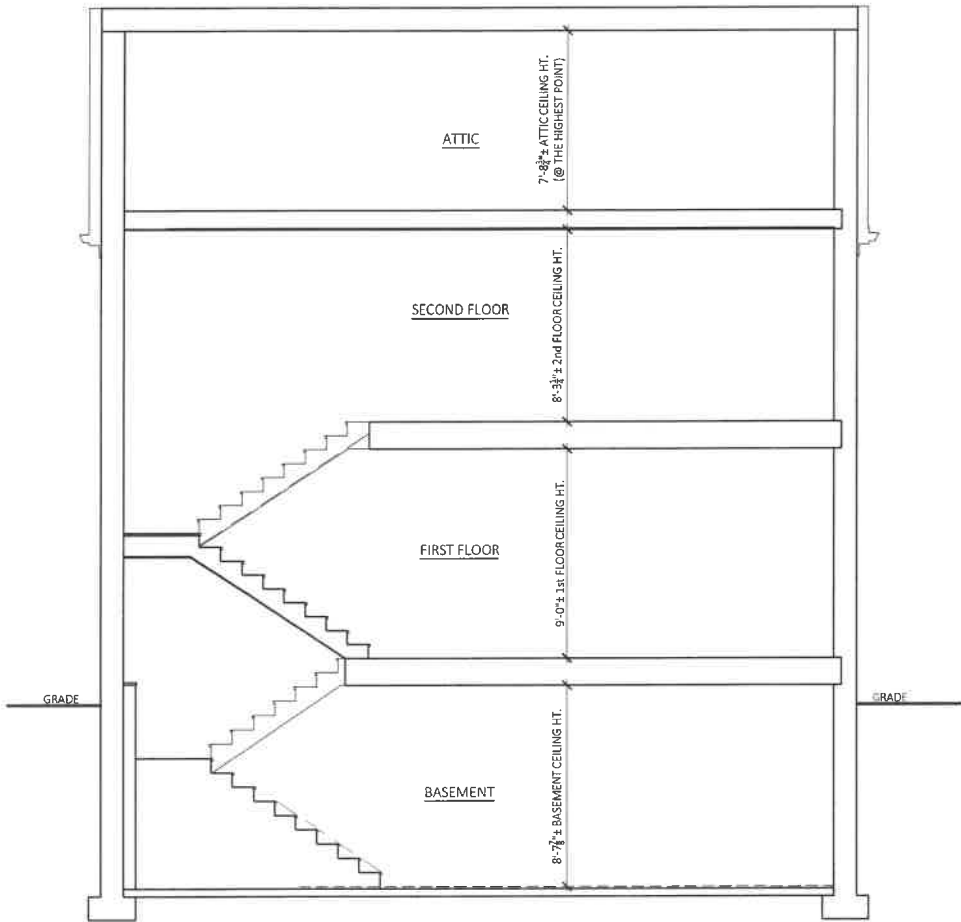 ATTIC
7'-8¾"± ATTIC CEILING HT.
(@ THE HIGHEST POINT)
SECOND FLOOR
8'-3¼"± 2nd FLOOR CEILING HT.
FIRST FLOOR
9'-0"± 1st FLOOR CEILING HT.
GRADE
GRADE
BASEMENT
8'-7⅞"± BASEMENT CEILING HT.